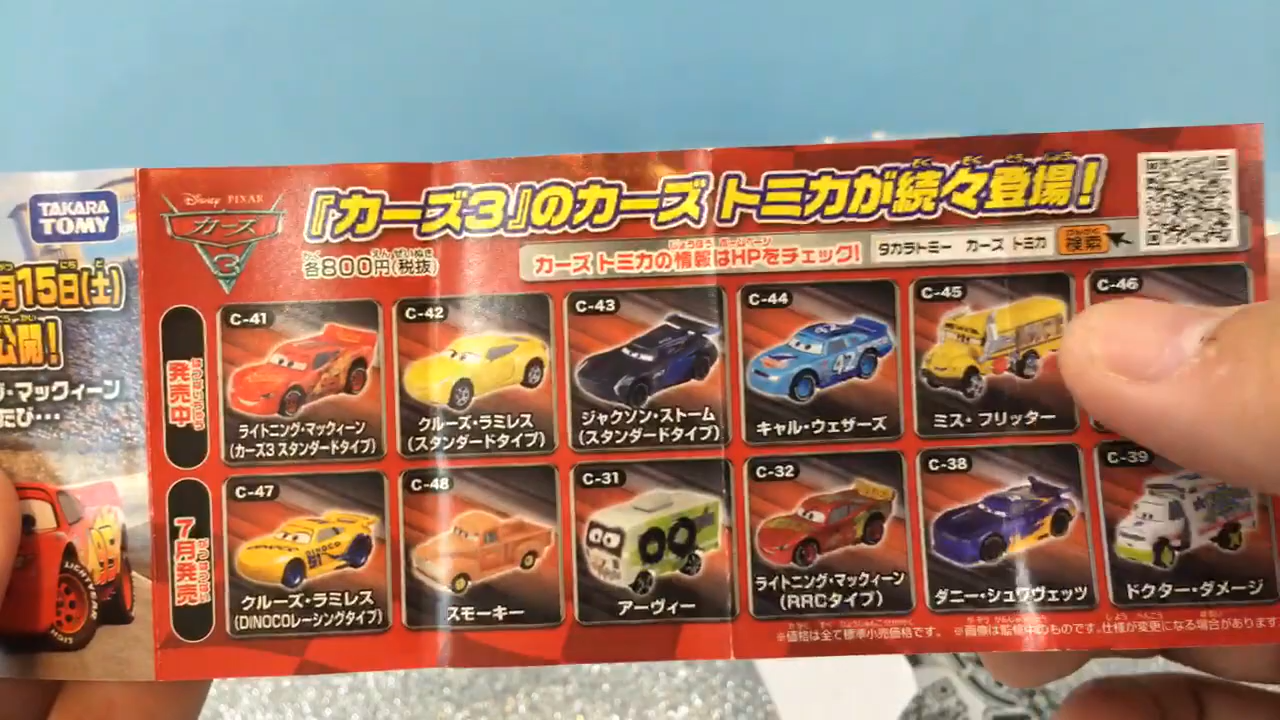 TAKARA
TOMY
月15日(土)
公開!
グ・マックィーン
たび…
Disney PIXAR
カーズ
3
『カーズ3』のカーズ トミカが続々登場!
各800円(税抜)
カーズ トミカの情報はHPをチェック!
タカラトミー カーズ トミカ
検索
発売中
C-41
ライトニング・マックィーン
(カーズ3 スタンダードタイプ)
C-42
クルーズ・ラミレス
(スタンダードタイプ)
C-43
ジャクソン・ストーム
(スタンダードタイプ)
C-44
キャル・ウェザーズ
C-45
ミス・フリッター
C-46
7月発売
C-47
クルーズ・ラミレス
(DINOCOレーシングタイプ)
C-48
スモーキー
C-31
アーヴィー
C-32
ライトニング・マックィーン
(RRCタイプ)
C-38
ダニー・シュワヴェッツ
C-39
ドクター・ダメージ
※価格は全て標準小売価格です。 ※画像は監修中のものです。仕様が変更になる場合があります